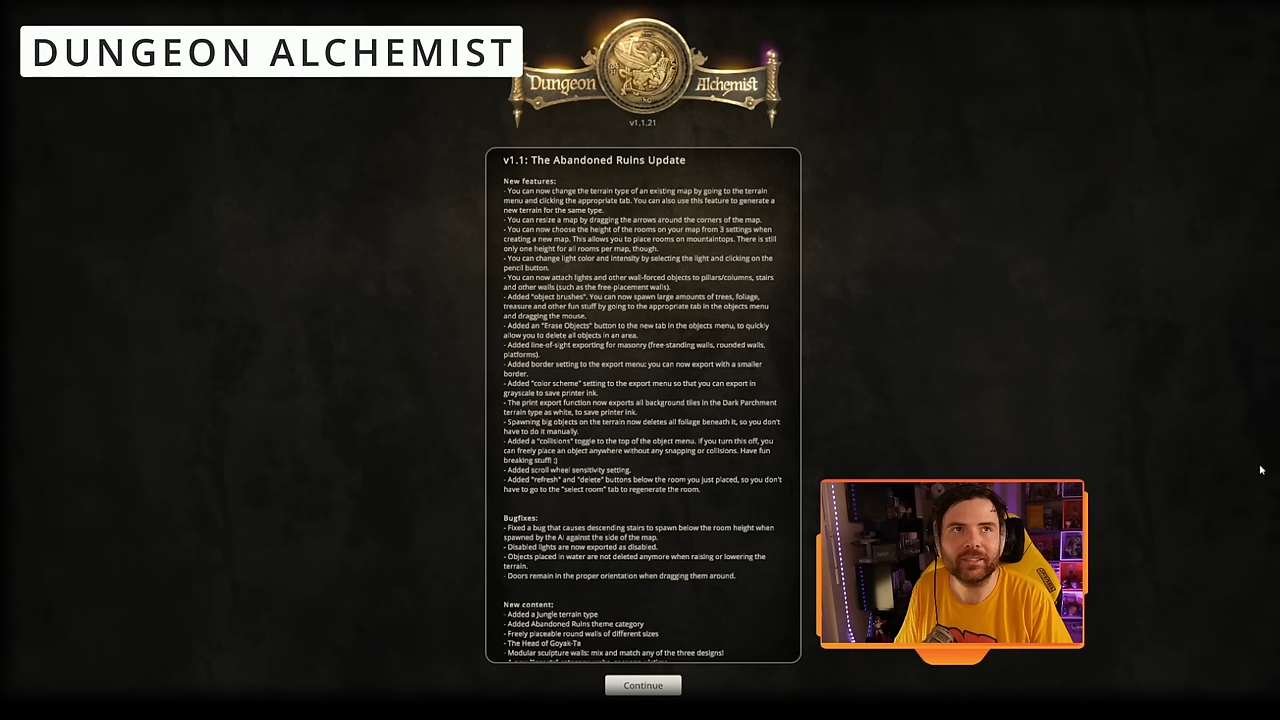 DUNGEON ALCHEMIST
Dungeon Alchemist
v1.1.21
v1.1: The Abandoned Ruins Update
New features:
- You can now change the terrain type of an existing map by going to the terrain
menu and clicking the appropriate tab. You can also use this feature to generate a
new terrain for the same type.
- You can resize a map by dragging the arrows around the corners of the map.
- You can now choose the height of the rooms on your map from 3 settings when
creating a new map. This allows you to place rooms on mountaintops. There is still
only one height for all rooms per map, though.
- You can change light color and intensity by selecting the light and clicking on the
pencil button.
- You can now attach lights and other wall-forced objects to pillars/columns, stairs
and other walls (such as the free-placement walls).
- Added "object brushes". You can now spawn large amounts of trees, foliage,
treasure and other fun stuff by going to the appropriate tab in the objects menu
and dragging the mouse.
- Added an "Erase Objects" button to the new tab in the objects menu, to quickly
allow you to delete all objects in an area.
- Added line-of-sight exporting for masonry (free-standing walls, rounded walls,
platforms).
- Added border setting to the export menu: you can now export with a smaller
border.
- Added "color scheme" setting to the export menu so that you can export in
grayscale to save printer ink.
- The print export function now exports all background tiles in the Dark Parchment
terrain type as white, to save printer ink.
- Spawning big objects on the terrain now deletes all foliage beneath it, so you don't
have to do it manually.
- Added a "collisions" toggle to the top of the object menu. If you turn this off, you
can freely place an object anywhere without any snapping or collisions. Have fun
breaking stuff! ;)
- Added scroll wheel sensitivity setting.
- Added "refresh" and "delete" buttons below the room you just placed, so you don't
have to go to the "select room" tab to regenerate the room.
Bugfixes:
- Fixed a bug that causes descending stairs to spawn below the room height when
spawned by the AI against the side of the map.
- Disabled lights are now exported as disabled.
- Objects placed in water are not deleted anymore when raising or lowering the
terrain.
- Doors remain in the proper orientation when dragging them around.
New content:
- Added a Jungle terrain type
- Added Abandoned Ruins theme category
- Freely placeable round walls of different sizes
- The Head of Goyak-Ta
- Modular sculpture walls: mix and match any of the three designs!
Continue